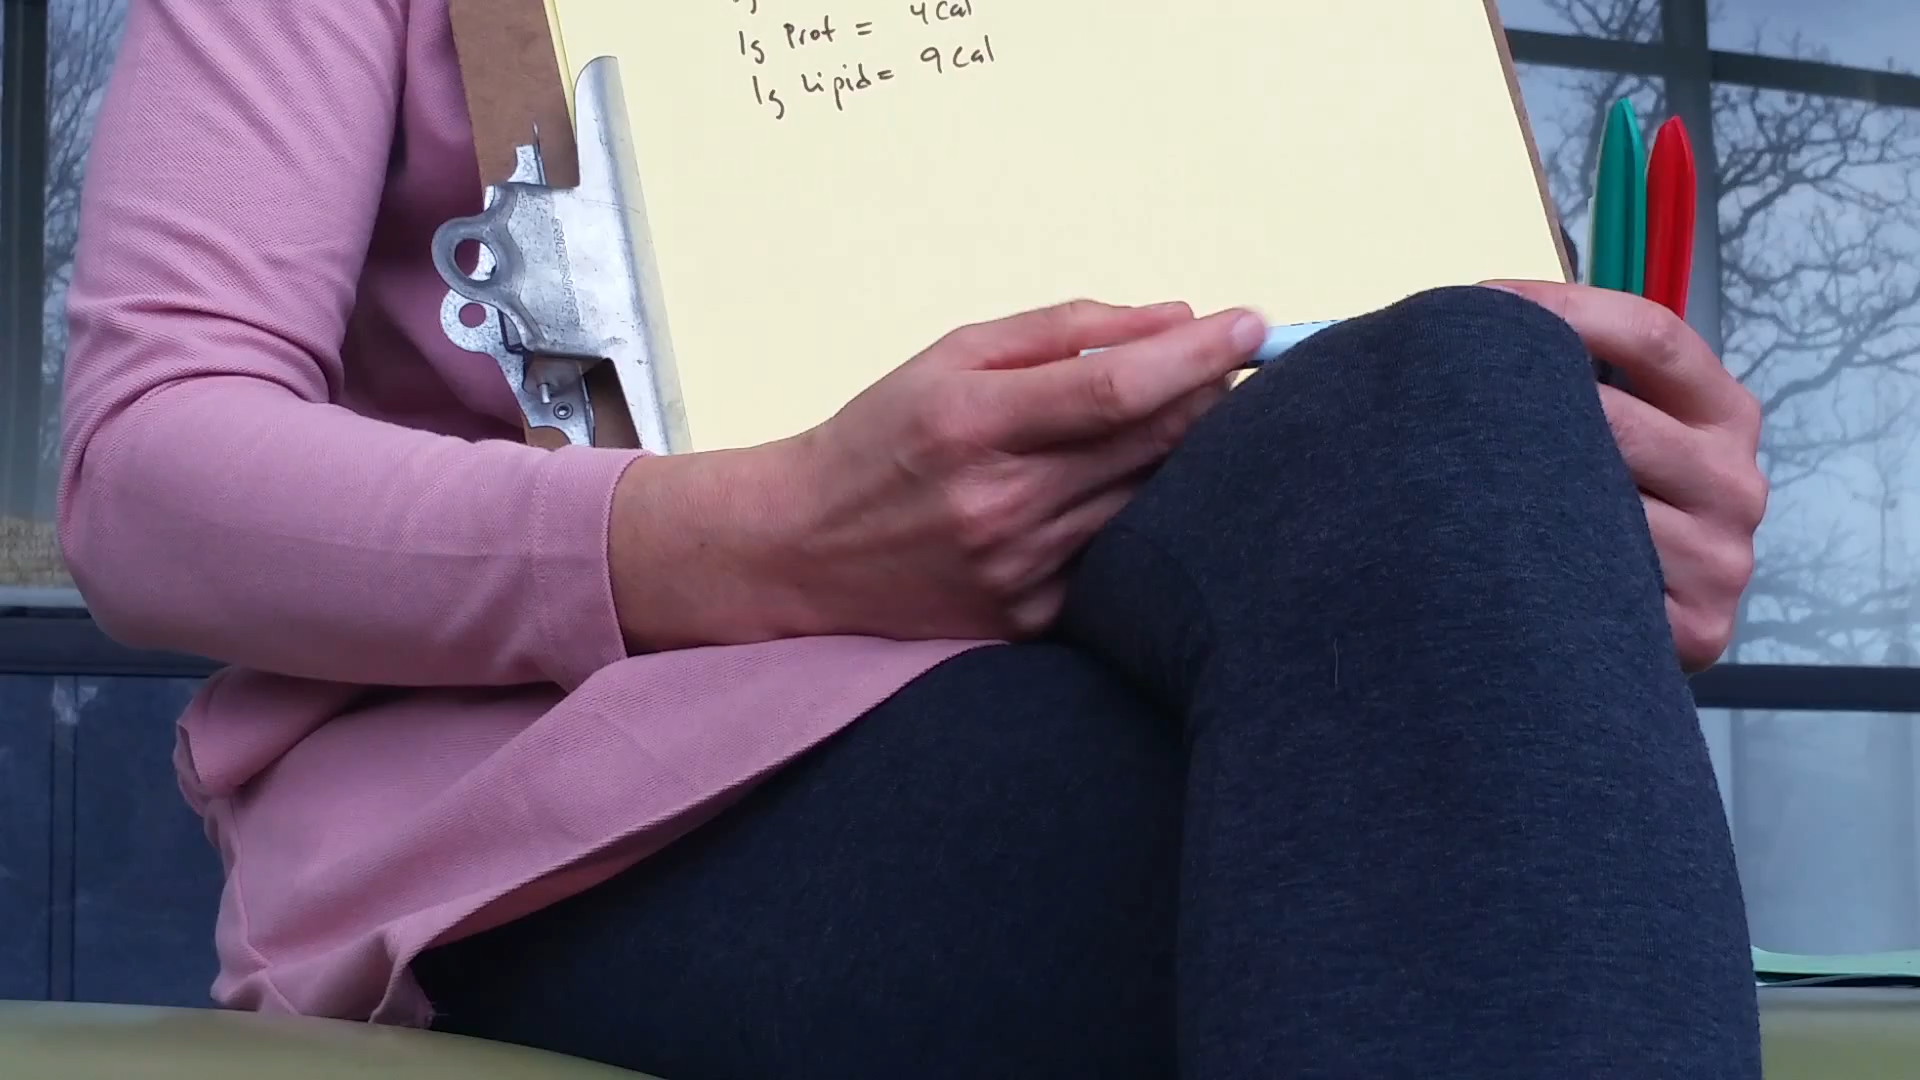 1g Prot = 4 Cal
1g Lipid = 9 Cal